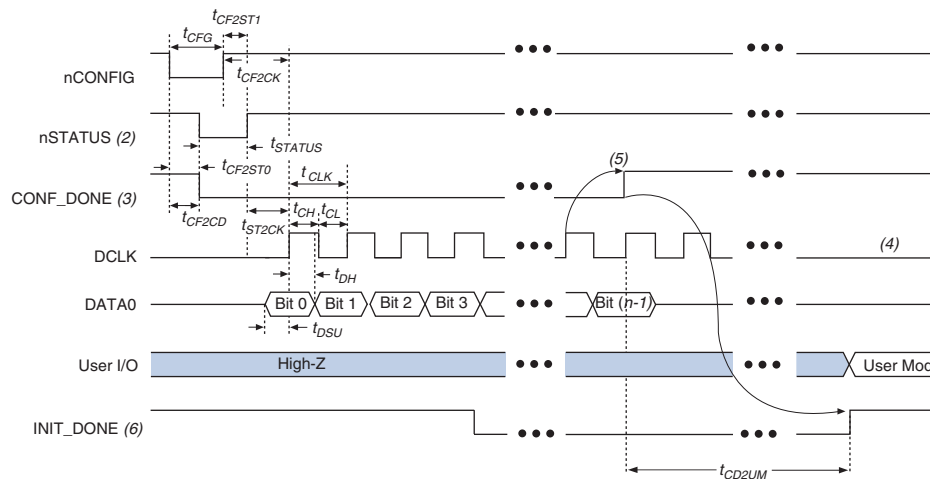 tCF2ST1
tCFG
nCONFIG
tCF2CK
nSTATUS (2)
tSTATUS
tCF2ST0
tCLK
(5)
CONF_DONE (3)
tCF2CD
tST2CK
tCH
tCL
DCLK
(4)
tDH
DATA0
Bit 0
Bit 1
Bit 2
Bit 3
Bit (n-1)
tDSU
User I/O
High-Z
User Mod
INIT_DONE (6)
tCD2UM